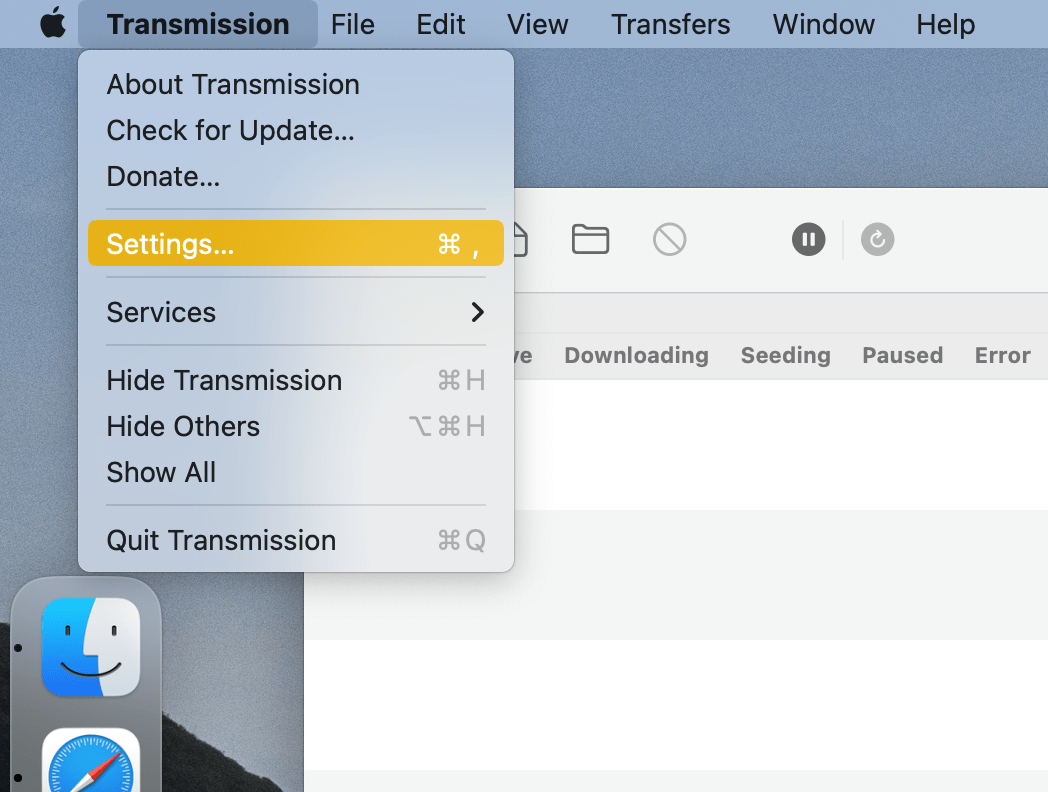 Transmission File Edit View Transfers Window Help
About Transmission
Check for Update...
Donate...
Settings... ⌘ ,
Services
ve Downloading Seeding Paused Error
Hide Transmission ⌘H
Hide Others ⌥⌘H
Show All
Quit Transmission ⌘Q